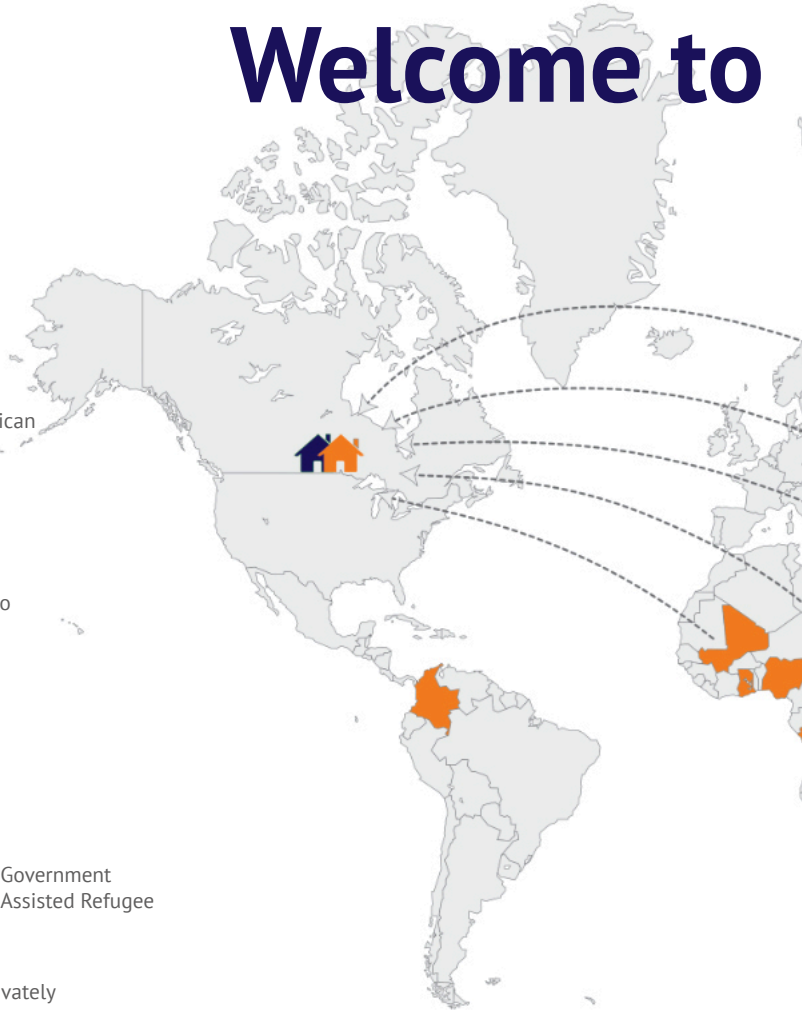 Welcome to
ican
o
Government
Assisted Refugee
vately